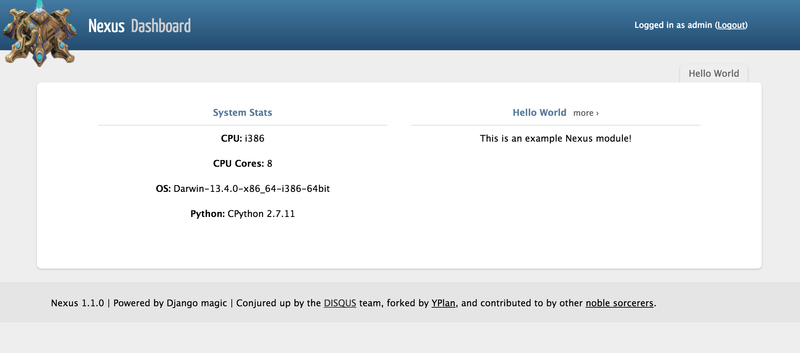 Nexus Dashboard
Logged in as admin (Logout)
Hello World
System Stats
CPU: i386
CPU Cores: 8
OS: Darwin-13.4.0-x86_64-i386-64bit
Python: CPython 2.7.11
Hello World more ›
This is an example Nexus module!
Nexus 1.1.0 | Powered by Django magic | Conjured up by the DISQUS team, forked by YPlan, and contributed to by other noble sorcerers.